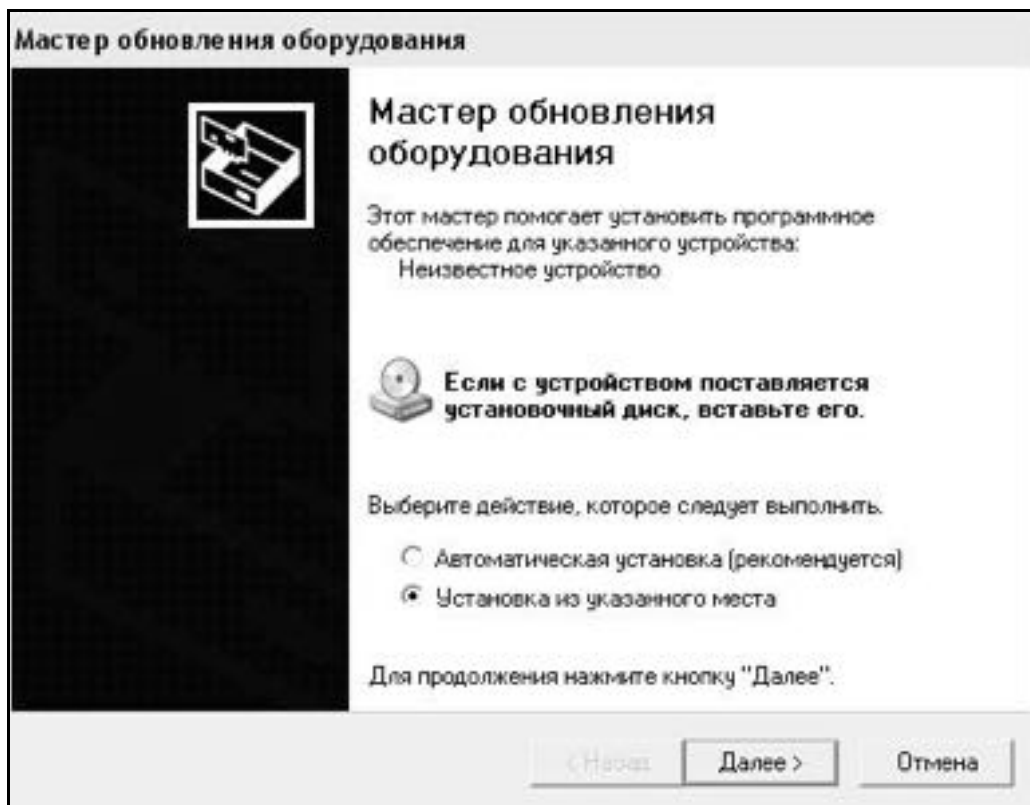 Мастер обновления оборудования
Мастер обновления
оборудования
Этот мастер помогает установить программное
обеспечение для указанного устройства:
Неизвестное устройство
Если с устройством поставляется
установочный диск, вставьте его.
Выберите действие, которое следует выполнить.
Автоматическая установка (рекомендуется)
Установка из указанного места
Для продолжения нажмите кнопку "Далее".
< Назад Далее > Отмена